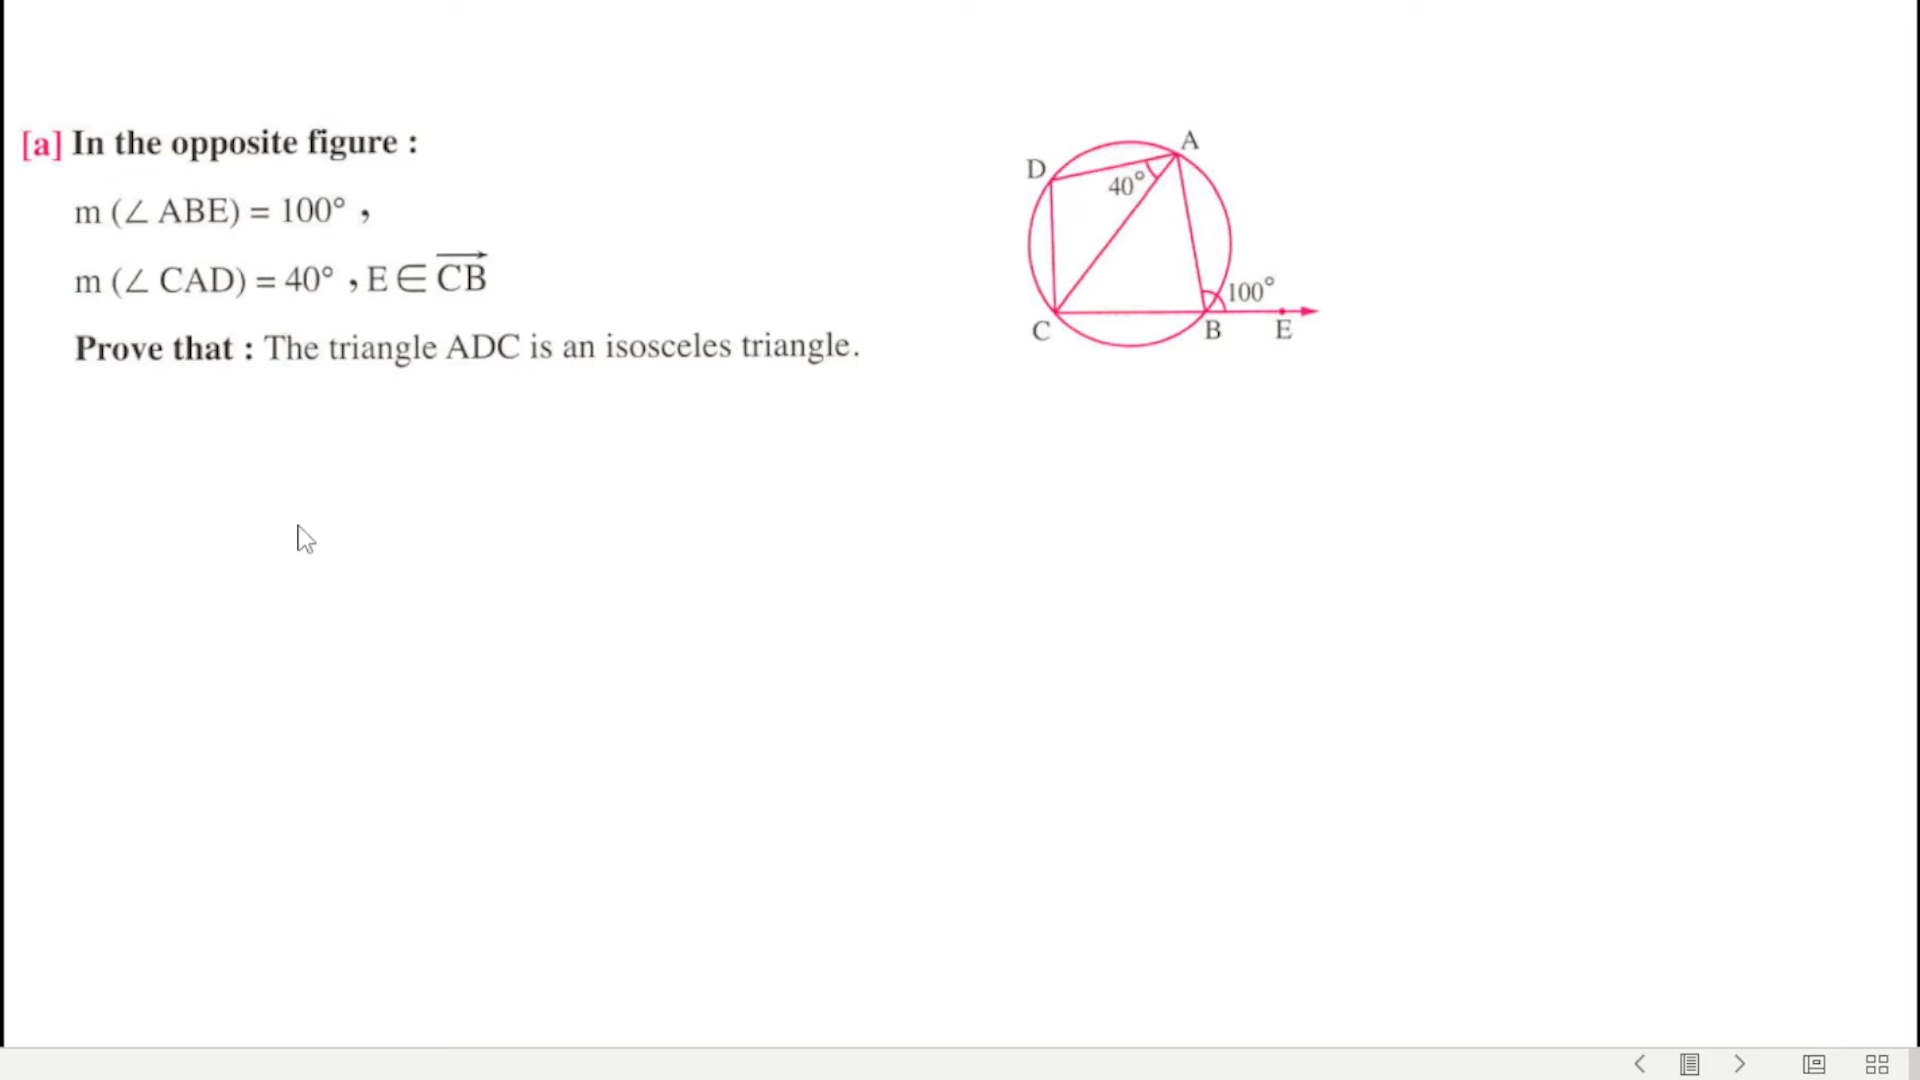 [a] In the opposite figure :
m (∠ ABE) = 100° ,
m (∠ CAD) = 40° , E ∈ \overrightarrow{CB}
Prove that : The triangle ADC is an isosceles triangle.
A
D
40°
100°
C
B
E